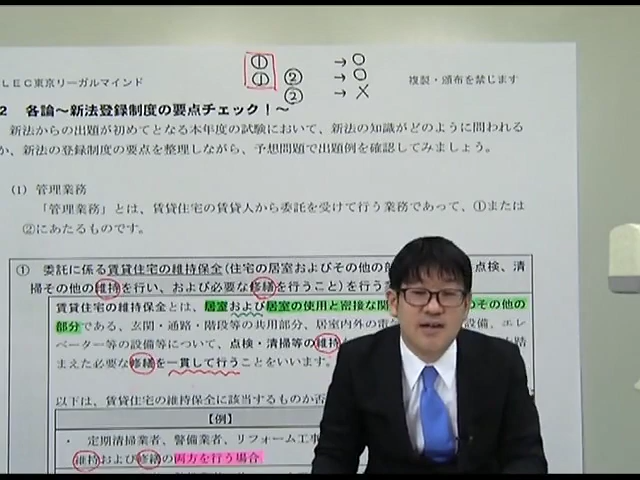 ① → ○
① ② → ○
② → ×
LEC東京リーガルマインド
複製・頒布を禁じます
2 各論～新法登録制度の要点チェック！～
新法からの出題が初めてとなる本年度の試験において、新法の知識がどのように問われる
か、新法の登録制度の要点を整理しながら、予想問題で出題例を確認してみましょう。
(1) 管理業務
「管理業務」とは、賃貸住宅の賃貸人から委託を受けて行う業務であって、①または
②にあたるものです。
① 委託に係る賃貸住宅の維持保全（住宅の居室およびその他の部 点検、清
掃その他の維持を行い、および必要な修繕を行うこと）を行う
賃貸住宅の維持保全とは、居室および居室の使用と密接な関 その他の
部分である、玄関・通路・階段等の共用部分、居室内外の電 設備、エレ
ベーター等の設備等について、点検・清掃等の維持 踏
まえた必要な修繕を一貫して行うことをいいます。
以下は、賃貸住宅の維持保全に該当するものか否
【例】
・ 定期清掃業者、警備業者、リフォーム工事
維持および修繕の両方を行う場合